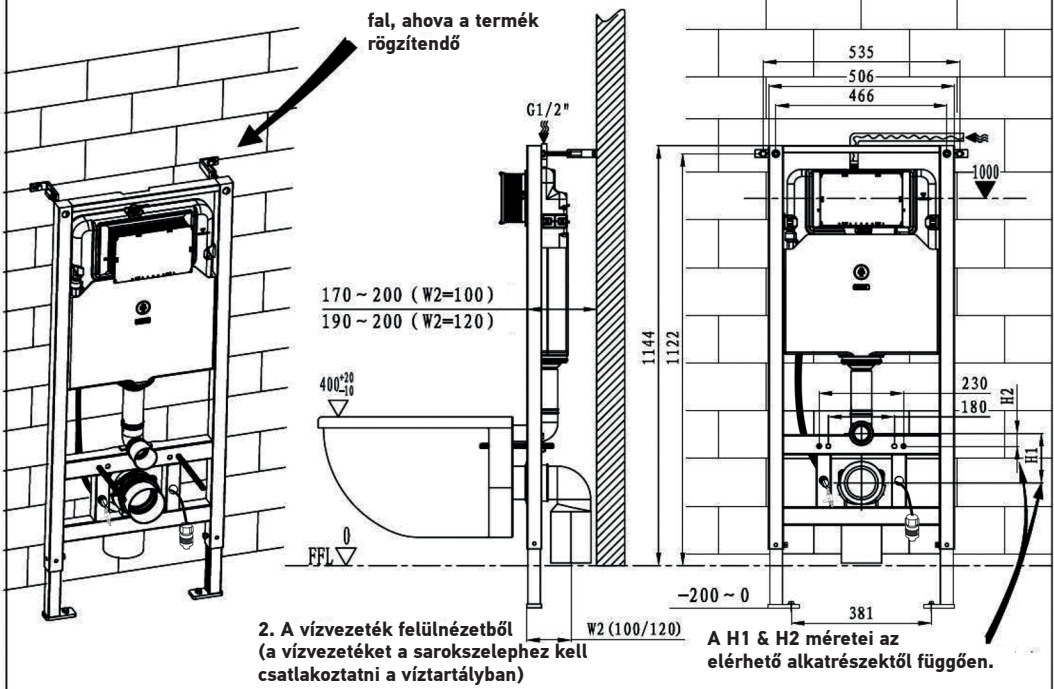 fal, ahova a termék
rögzítendő
G1/2"
535
506
466
1000
170~200 (W2=100)
190~200 (W2=120)
1144
1122
400+20
-10
230
180
H2
H1
0
FFL
-200~0
381
W2(100/120)
2. A vízvezeték felülnézetből
(a vízvezetéket a sarokszelephez kell
csatlakoztatni a víztartályban)
A H1 & H2 méretei az
elérhető alkatrészektől függően.